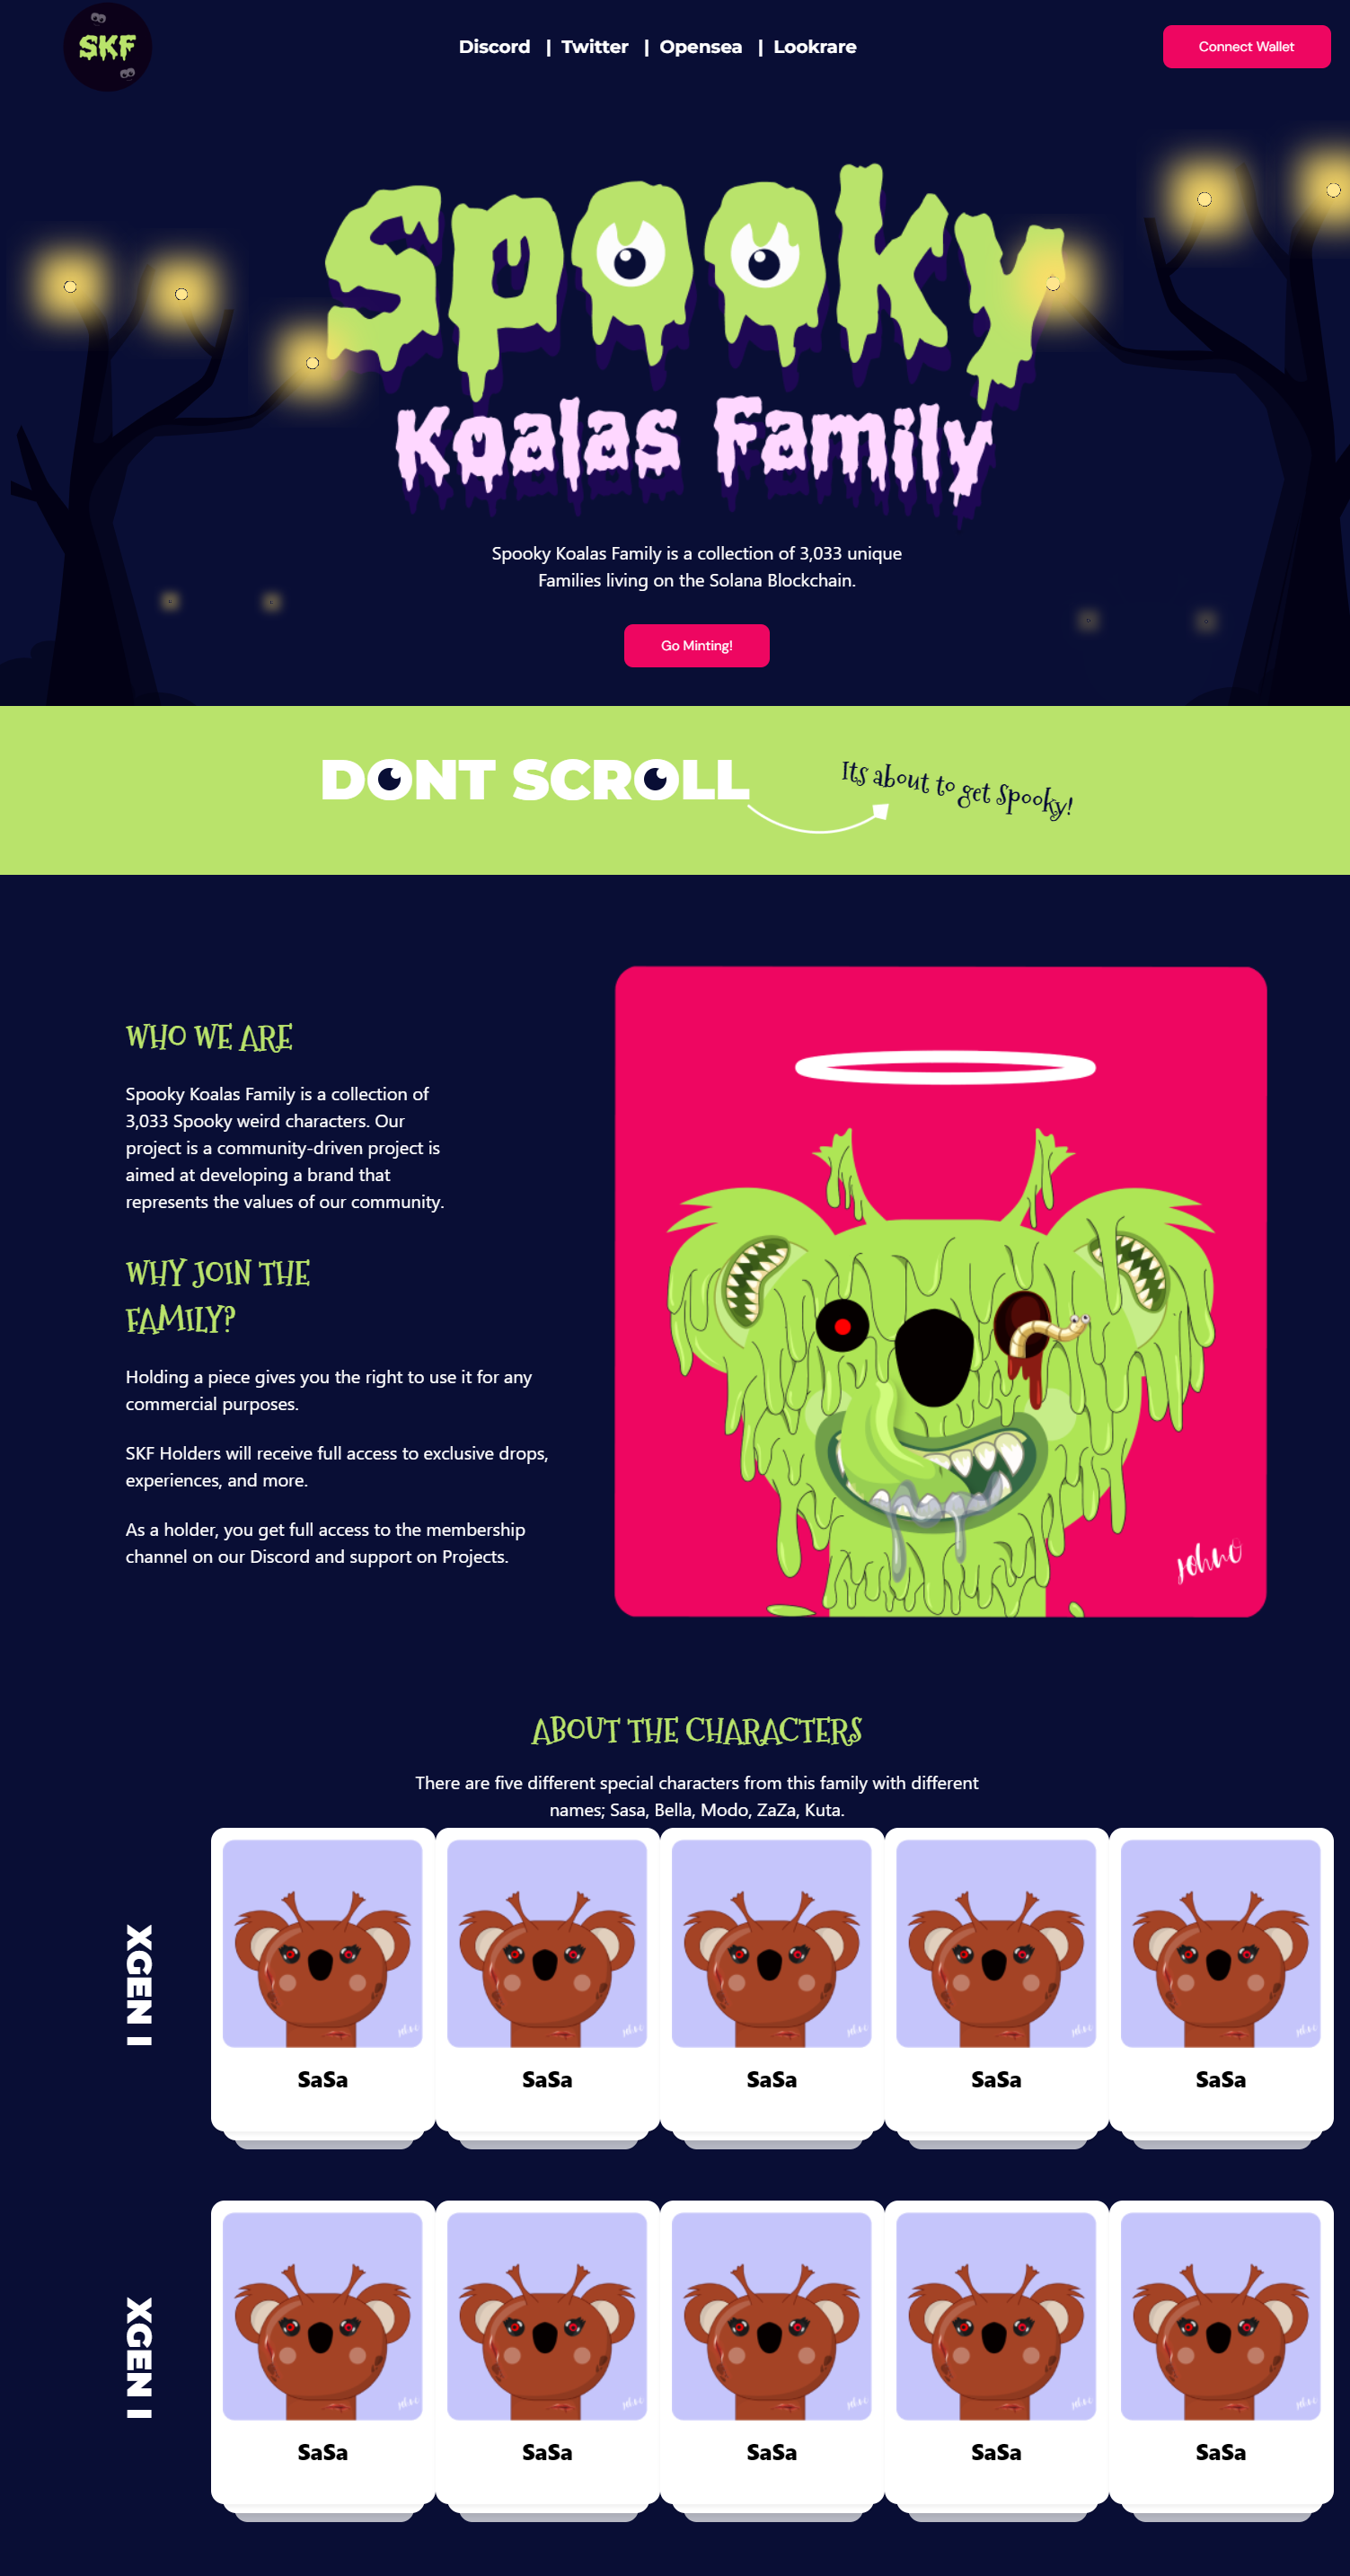 SKF
Discord | Twitter | Opensea | Lookrare
Connect Wallet
Spooky
Koalas Family
Spooky Koalas Family is a collection of 3,033 unique
Families living on the Solana Blockchain.
Go Minting!
DONT SCROLL
Its about to get Spooky!
WHO WE ARE
Spooky Koalas Family is a collection of
3,033 Spooky weird characters. Our
project is a community-driven project is
aimed at developing a brand that
represents the values of our community.
WHY JOIN THE
FAMILY?
Holding a piece gives you the right to use it for any
commercial purposes.
SKF Holders will receive full access to exclusive drops,
experiences, and more.
As a holder, you get full access to the membership
channel on our Discord and support on Projects.
johno
ABOUT THE CHARACTERS
There are five different special characters from this family with different
names; Sasa, Bella, Modo, ZaZa, Kuta.
XGEN I
SaSa SaSa SaSa SaSa SaSa
XGEN I
SaSa SaSa SaSa SaSa SaSa